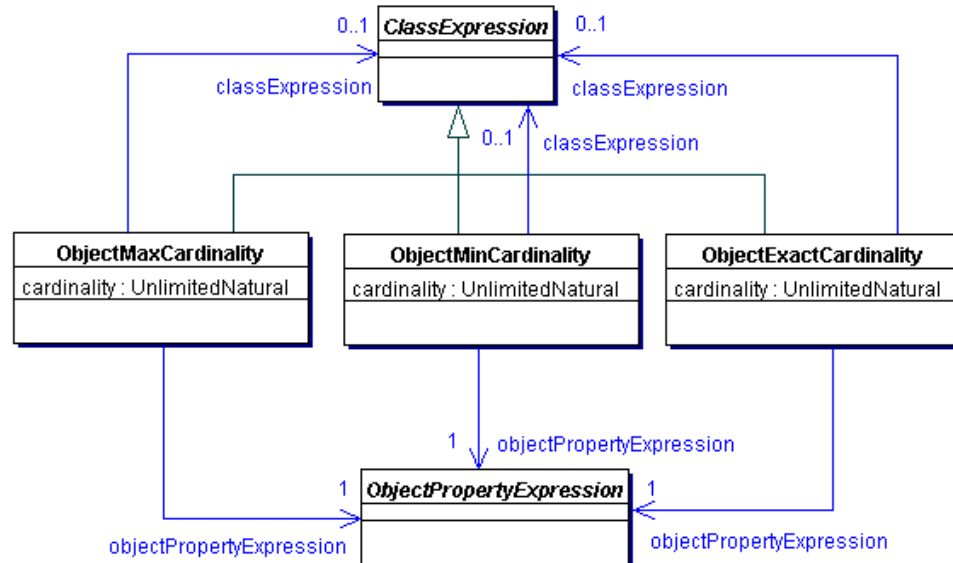 0..1
ClassExpression
0..1
classExpression
classExpression
0..1
classExpression
ObjectMaxCardinality
cardinality : UnlimitedNatural
ObjectMinCardinality
cardinality : UnlimitedNatural
ObjectExactCardinality
cardinality : UnlimitedNatural
1
objectPropertyExpression
1
ObjectPropertyExpression
1
objectPropertyExpression
objectPropertyExpression